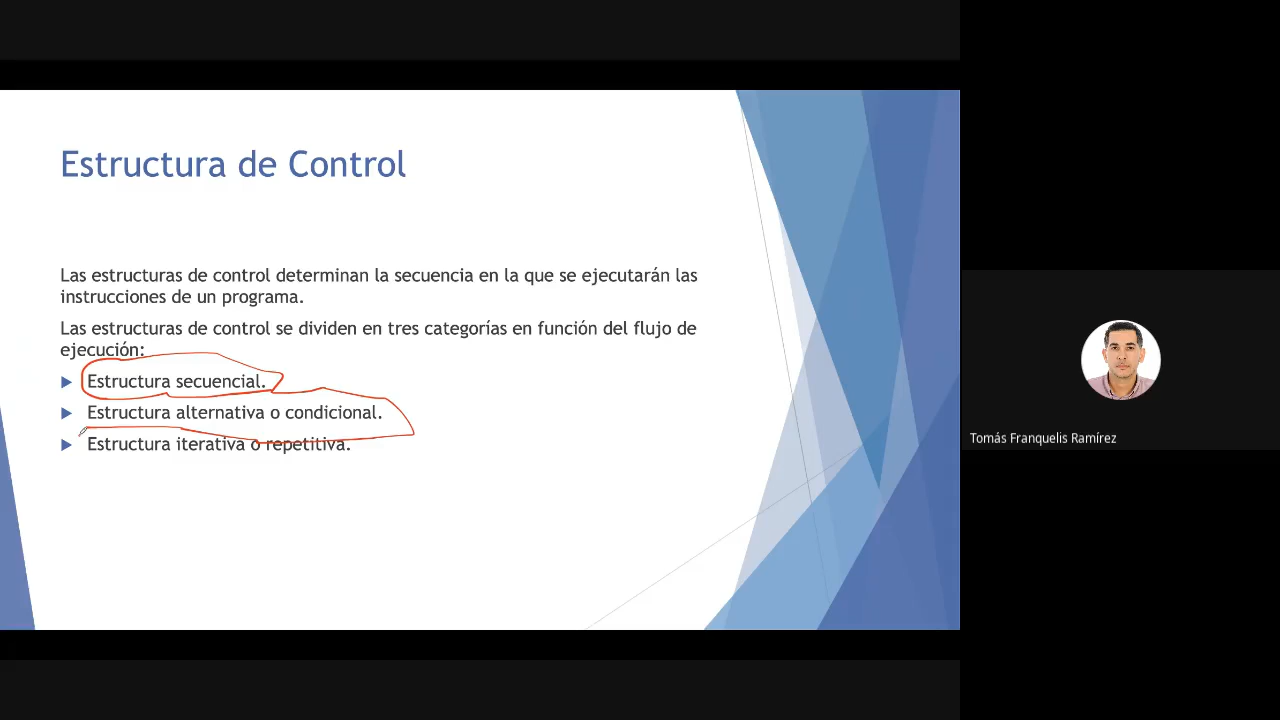 Estructura de Control
Las estructuras de control determinan la secuencia en la que se ejecutarán las
instrucciones de un programa.
Las estructuras de control se dividen en tres categorías en función del flujo de
ejecución:
Estructura secuencial.
Estructura alternativa o condicional.
Estructura iterativa o repetitiva.
Tomás Franquelis Ramírez